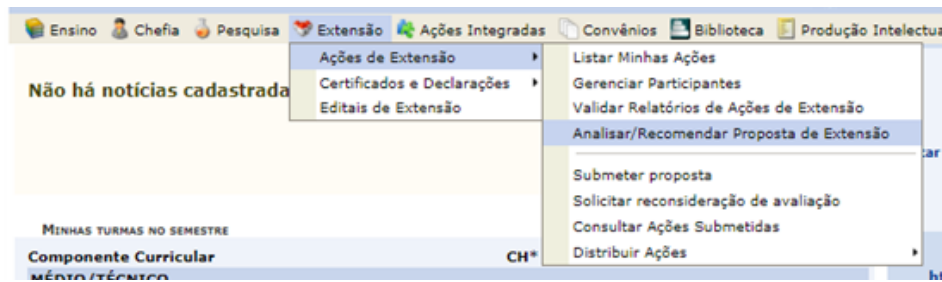 Ensino Chefia Pesquisa Extensão Ações Integradas Convênios Biblioteca Produção
Ações de Extensão
Certificados e Declarações
Editais de Extensão
Listar Minhas Ações
Gerenciar Participantes
Validar Relatórios de Ações de Extensão
Analisar/Recomendar Proposta de Extensão
Submeter proposta
Solicitar reconsideração de avaliação
Consultar Ações Submetidas
Distribuir Ações
Não há notícias cadastrada
MINHAS TURMAS NO SEMESTRE
Componente Curricular CH*
MÉDIO/TÉCNICO